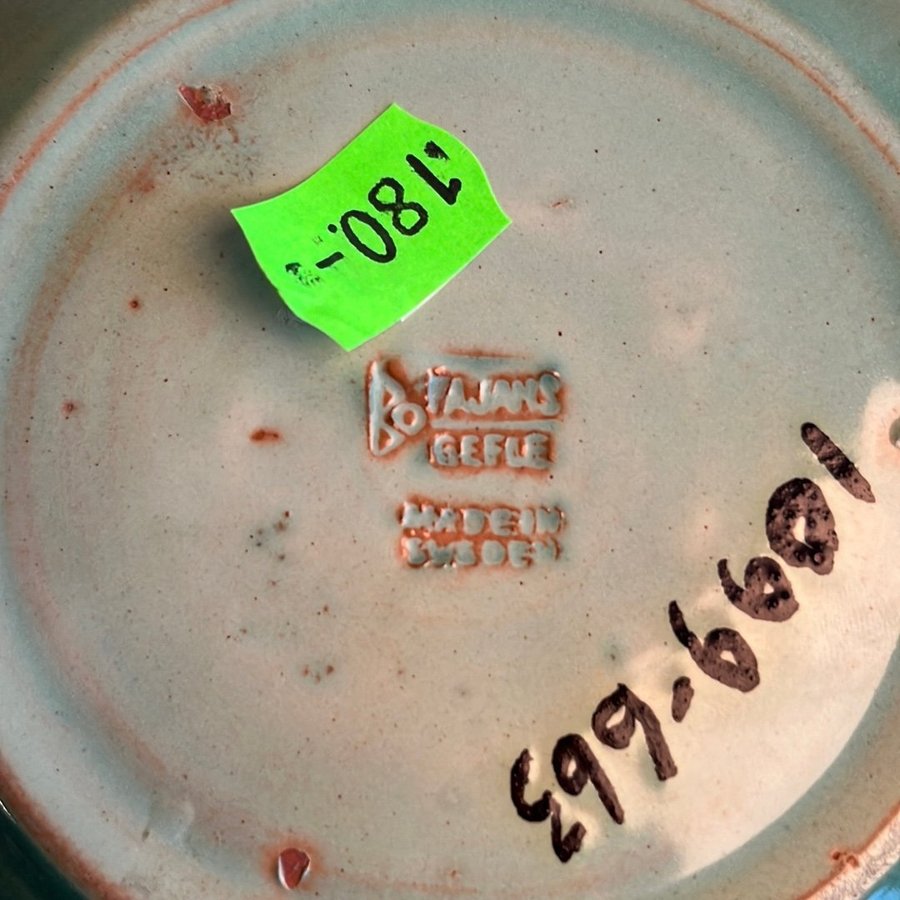 180.-
Bo FAJANS
GEFLE
MADE IN
SWEDEN
1099-663